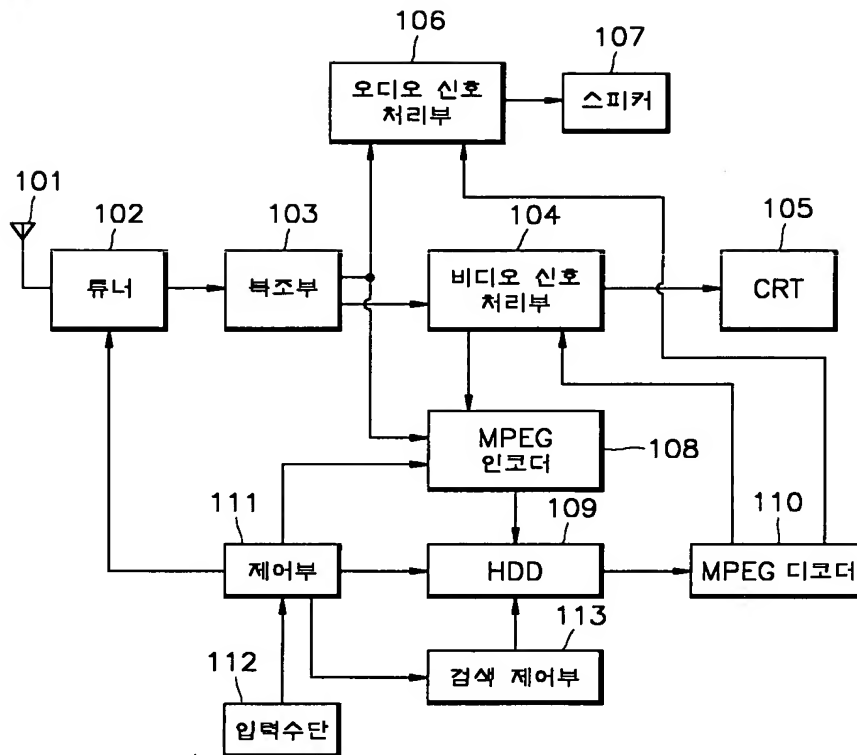 106
107
오디오 신호
처리부
스피커
101
102
103
104
105
튜너
복조부
비디오 신호
처리부
CRT
MPEG
인코더
108
111
109
110
제어부
HDD
MPEG 디코더
113
112
검색 제어부
입력수단